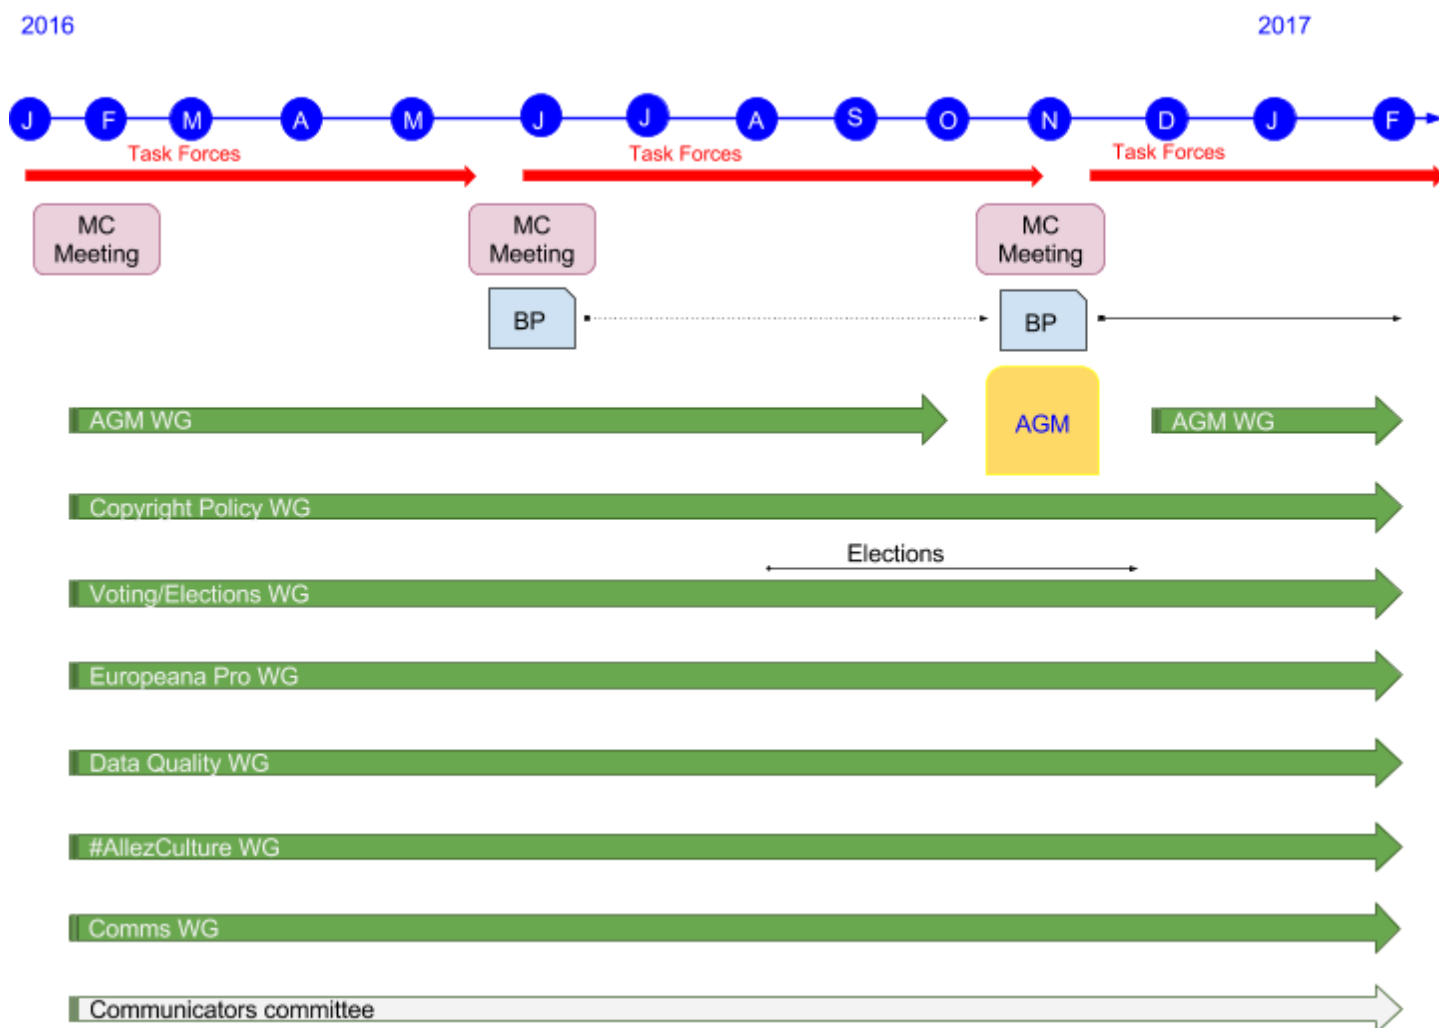 2016 2017
J F M A M J J A S O N D J F
Task Forces Task Forces Task Forces
MC MC MC
Meeting Meeting Meeting
BP BP
AGM WG AGM AGM WG
Copyright Policy WG
Elections
Voting/Elections WG
Europeana Pro WG
Data Quality WG
#AllezCulture WG
Comms WG
Communicators committee